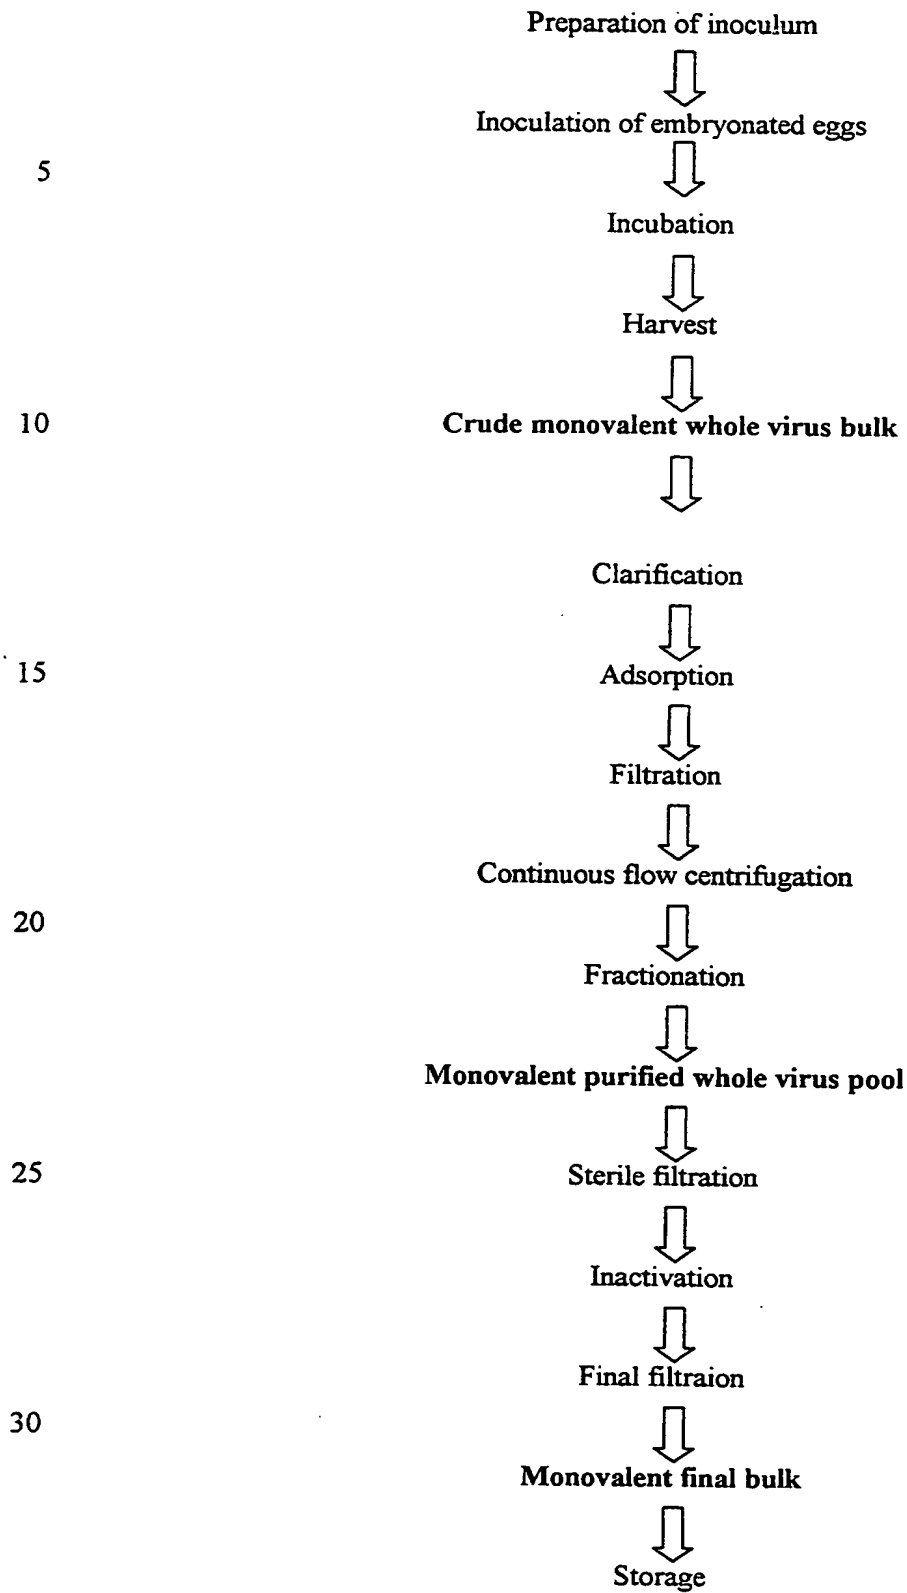 Preparation of inoculum
Inoculation of embryonated eggs
5
Incubation
Harvest
10
Crude monovalent whole virus bulk
Clarification
15
Adsorption
Filtration
Continuous flow centrifugation
20
Fractionation
Monovalent purified whole virus pool
25
Sterile filtration
Inactivation
Final filtraion
30
Monovalent final bulk
Storage